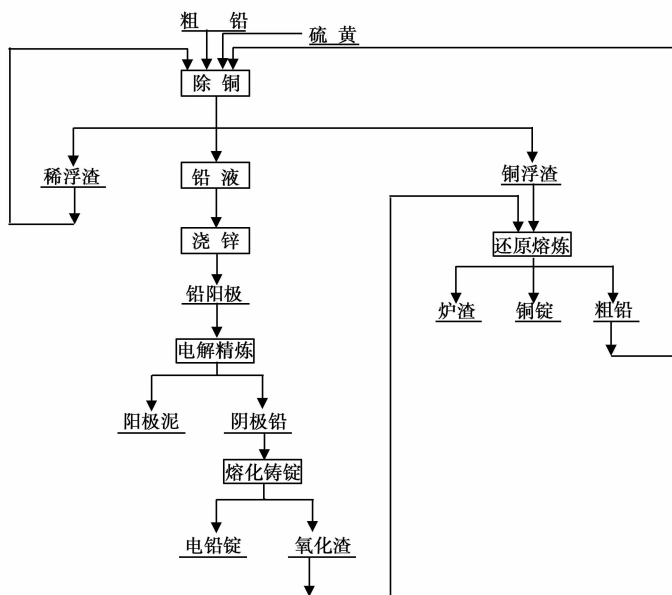 粗 铅
硫 黄
除 铜
稀浮渣
铅 液
铜浮渣
浇 锌
还原熔炼
铅阳极
炉渣
铜锭
粗铅
电解精炼
阳极泥
阴极铅
熔化铸锭
电铅锭
氧化渣